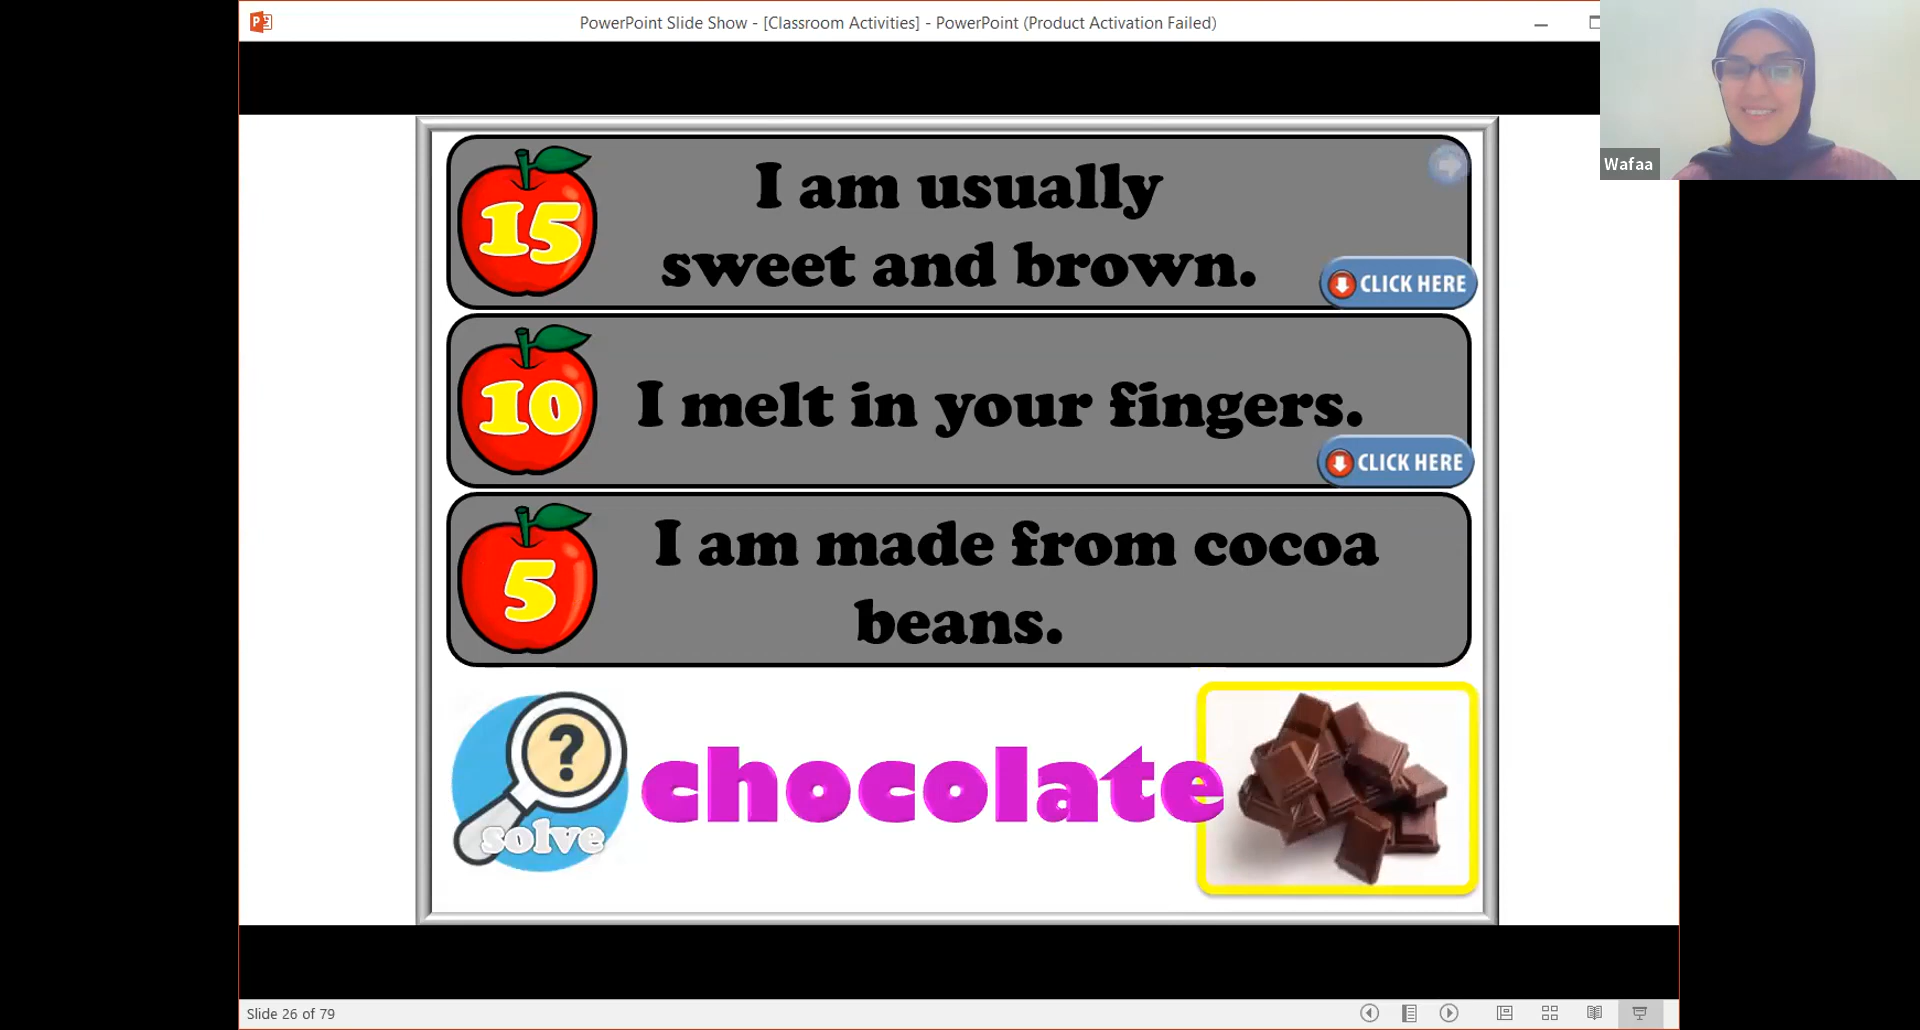 PowerPoint Slide Show - [Classroom Activities] - PowerPoint (Product Activation Failed)
Wafaa
15
I am usually
sweet and brown.
CLICK HERE
10
I melt in your fingers.
CLICK HERE
5
I am made from cocoa
beans.
?
solve
chocolate
Slide 26 of 79